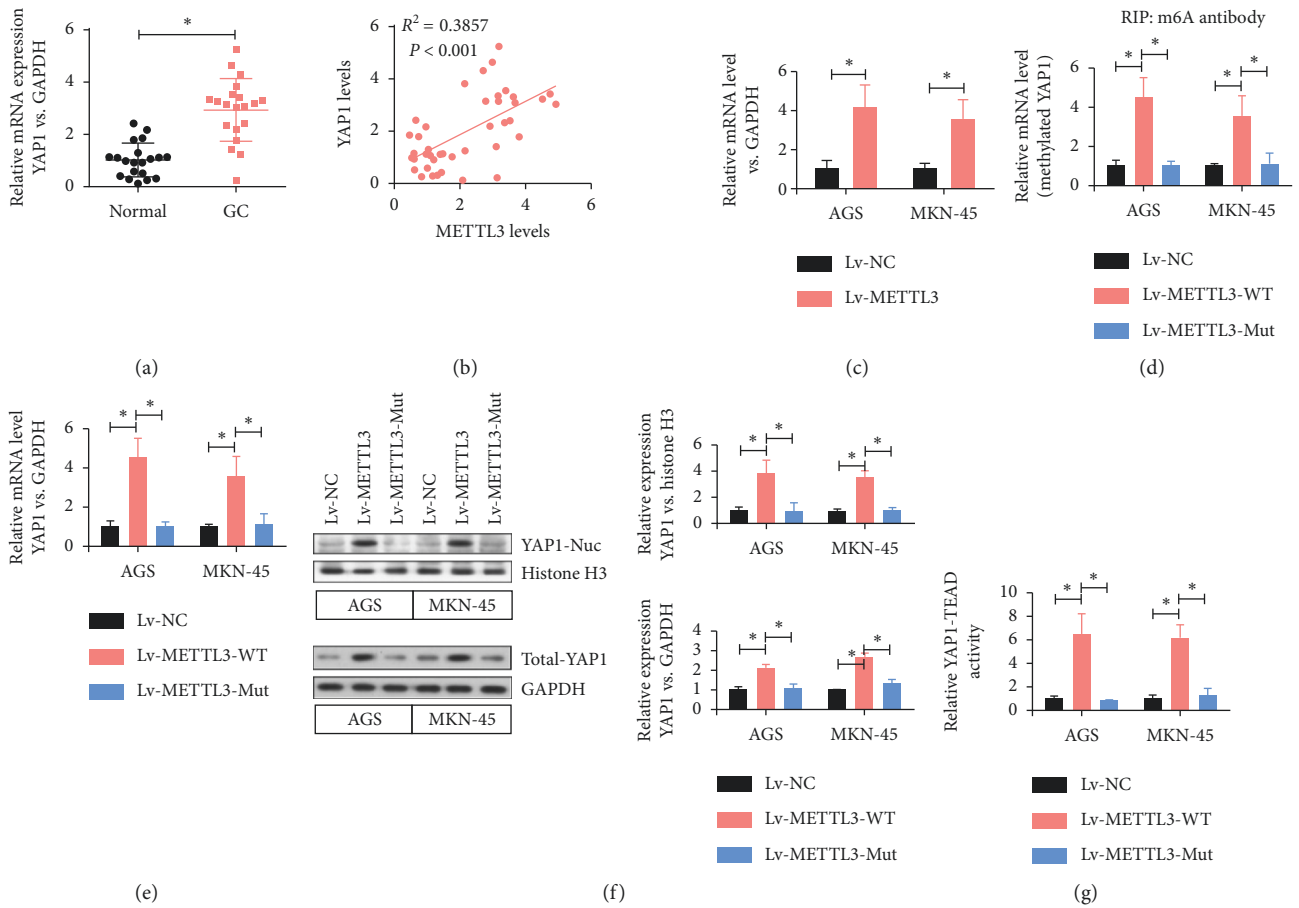 Relative mRNA expression
YAP1 vs. GAPDH
6
4
2
0
*
Normal
GC
(a)
YAP1 levels
6
4
2
0
R² = 0.3857
P < 0.001
0
2
4
6
METTL3 levels
(b)
Relative mRNA level
vs. GAPDH
6
4
2
0
*
*
AGS
MKN-45
Lv-NC
Lv-METTL3
(c)
RIP: m6A antibody
Relative mRNA level
(methylated YAP1)
6
4
2
0
*
*
*
*
AGS
MKN-45
Lv-NC
Lv-METTL3-WT
Lv-METTL3-Mut
(d)
Relative mRNA level
YAP1 vs. GAPDH
6
4
2
0
*
*
*
*
AGS
MKN-45
Lv-NC
Lv-METTL3-WT
Lv-METTL3-Mut
(e)
Lv-NC
Lv-METTL3
Lv-METTL3-Mut
Lv-NC
Lv-METTL3
Lv-METTL3-Mut
YAP1-Nuc
Histone H3
AGS
MKN-45
Total-YAP1
GAPDH
AGS
MKN-45
Relative expression
YAP1 vs. histone H3
6
4
2
0
*
*
*
*
AGS
MKN-45
Relative expression
YAP1 vs. GAPDH
4
3
2
1
0
*
*
*
*
AGS
MKN-45
Lv-NC
Lv-METTL3-WT
Lv-METTL3-Mut
(f)
Relative YAP1-TEAD
activity
10
8
6
4
2
0
*
*
*
*
AGS
MKN-45
Lv-NC
Lv-METTL3-WT
Lv-METTL3-Mut
(g)